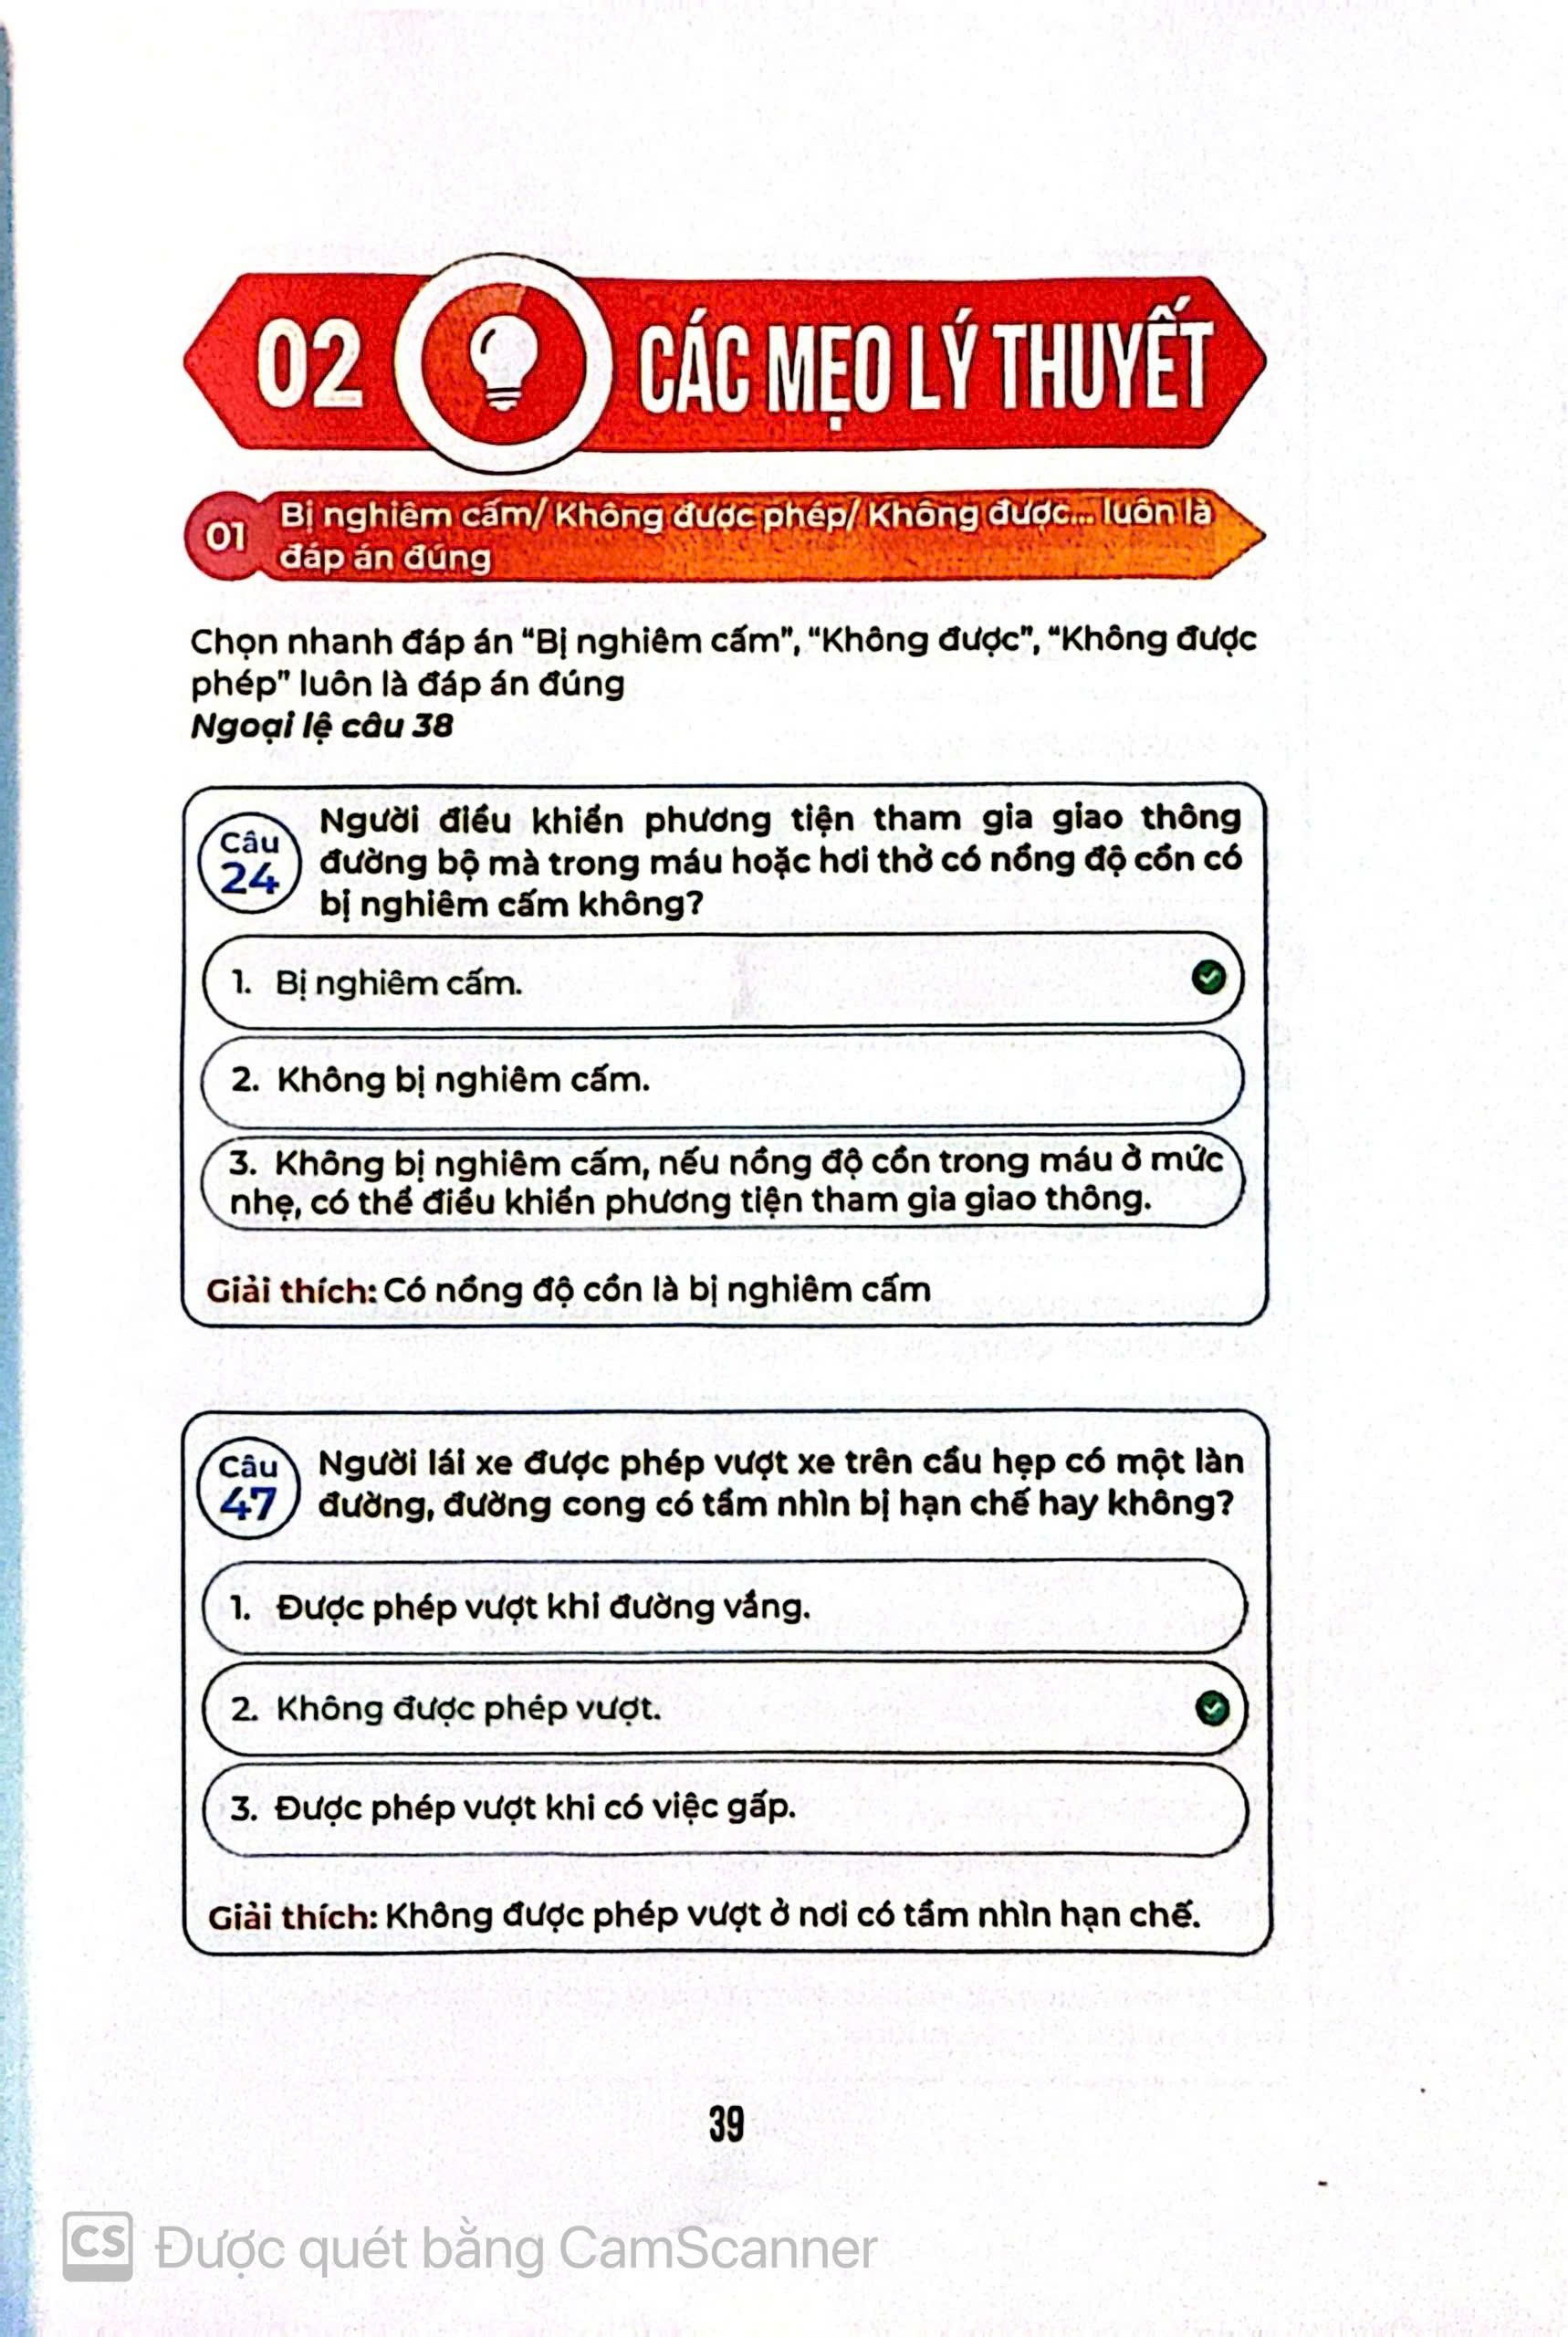 02
CÁC MẸO LÝ THUYẾT
01
Bị nghiêm cấm/ Không được phép/ Không được... luôn là
đáp án đúng
Chọn nhanh đáp án “Bị nghiêm cấm”, “Không được”, “Không được
phép” luôn là đáp án đúng
Ngoại lệ câu 38
Câu
24
Người điều khiển phương tiện tham gia giao thông
đường bộ mà trong máu hoặc hơi thở có nồng độ cồn có
bị nghiêm cấm không?
1. Bị nghiêm cấm.
2. Không bị nghiêm cấm.
3. Không bị nghiêm cấm, nếu nồng độ cồn trong máu ở mức
nhẹ, có thể điều khiển phương tiện tham gia giao thông.
Giải thích: Có nồng độ cồn là bị nghiêm cấm
Câu
47
Người lái xe được phép vượt xe trên cầu hẹp có một làn
đường, đường cong có tầm nhìn bị hạn chế hay không?
1. Được phép vượt khi đường vắng.
2. Không được phép vượt.
3. Được phép vượt khi có việc gấp.
Giải thích: Không được phép vượt ở nơi có tầm nhìn hạn chế.
39
CS Được quét bằng CamScanner